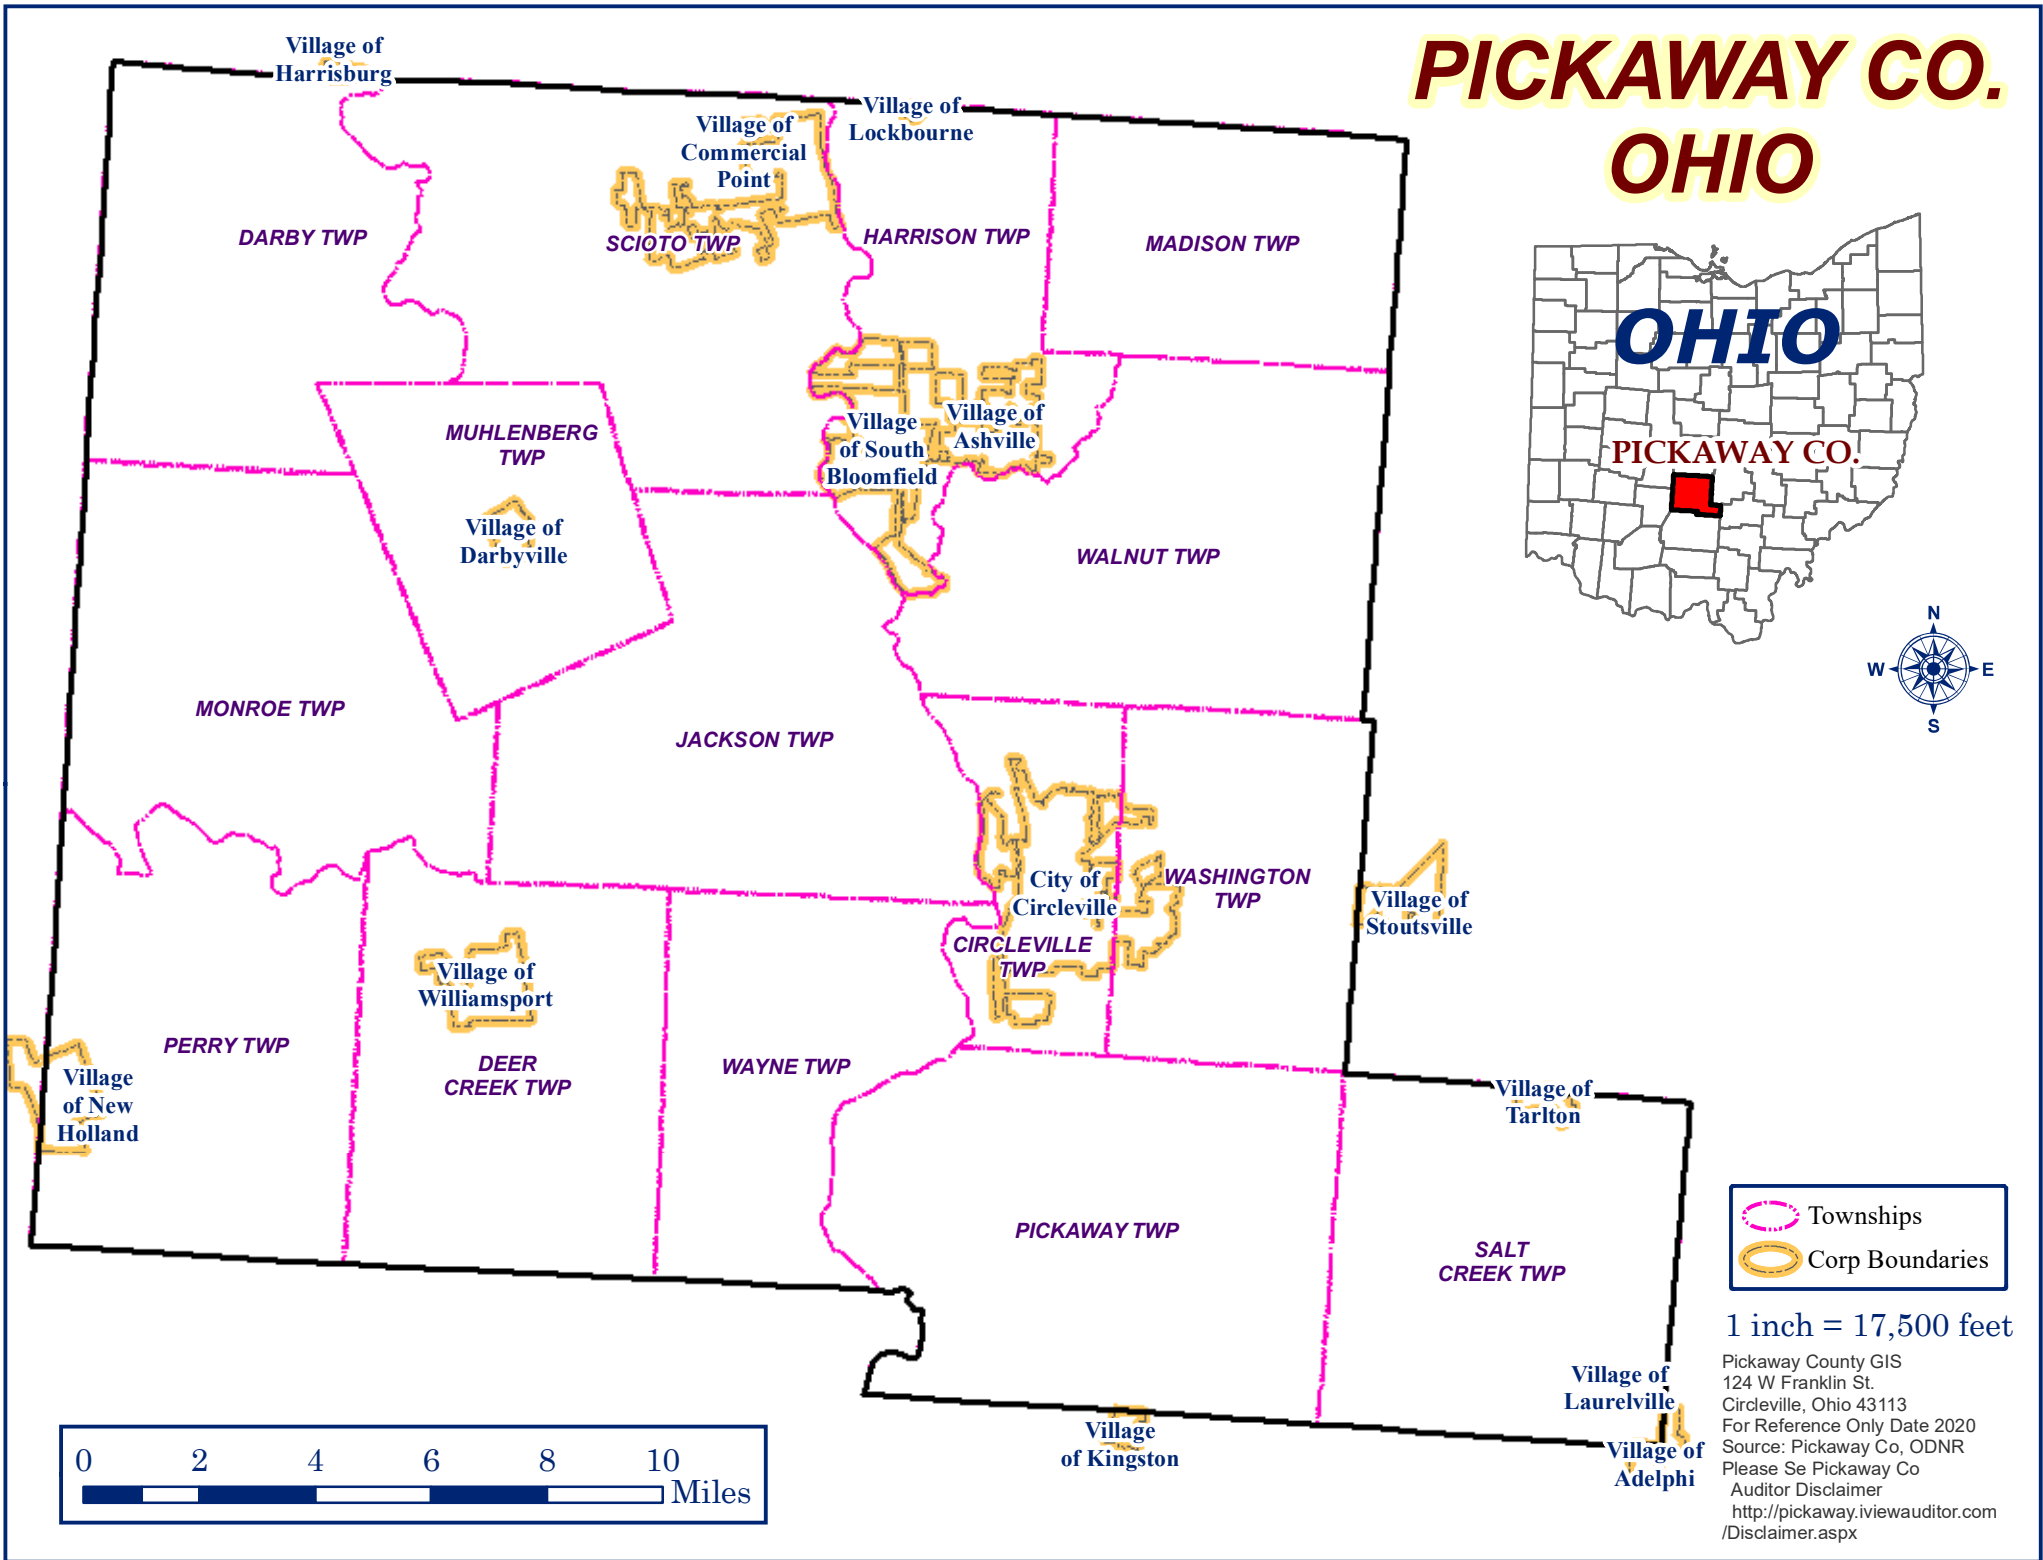 PICKAWAY CO.
OHIO
Village of
Harrisburg
Village of
Lockbourne
Village of
Commercial
Point
DARBY TWP
SCIOTO TWP
HARRISON TWP
MADISON TWP
OHIO
PICKAWAY CO.
MUHLENBERG
TWP
Village
of South
Bloomfield
Village of
Ashville
Village of
Darbyville
WALNUT TWP
N
W
E
S
MONROE TWP
JACKSON TWP
City of
Circleville
WASHINGTON
TWP
Village of
Stoutsville
CIRCLEVILLE
TWP
Village of
Williamsport
PERRY TWP
DEER
CREEK TWP
WAYNE TWP
Village
of New
Holland
Village of
Tarlton
PICKAWAY TWP
SALT
CREEK TWP
Townships
Corp Boundaries
1 inch = 17,500 feet
Village of
Laurelville
Village
of Kingston
Village of
Adelphi
Pickaway County GIS
124 W Franklin St.
Circleville, Ohio 43113
For Reference Only Date 2020
Source: Pickaway Co, ODNR
Please Se Pickaway Co
Auditor Disclaimer
http://pickaway.iviewauditor.com
/Disclaimer.aspx
0 2 4 6 8 10
Miles